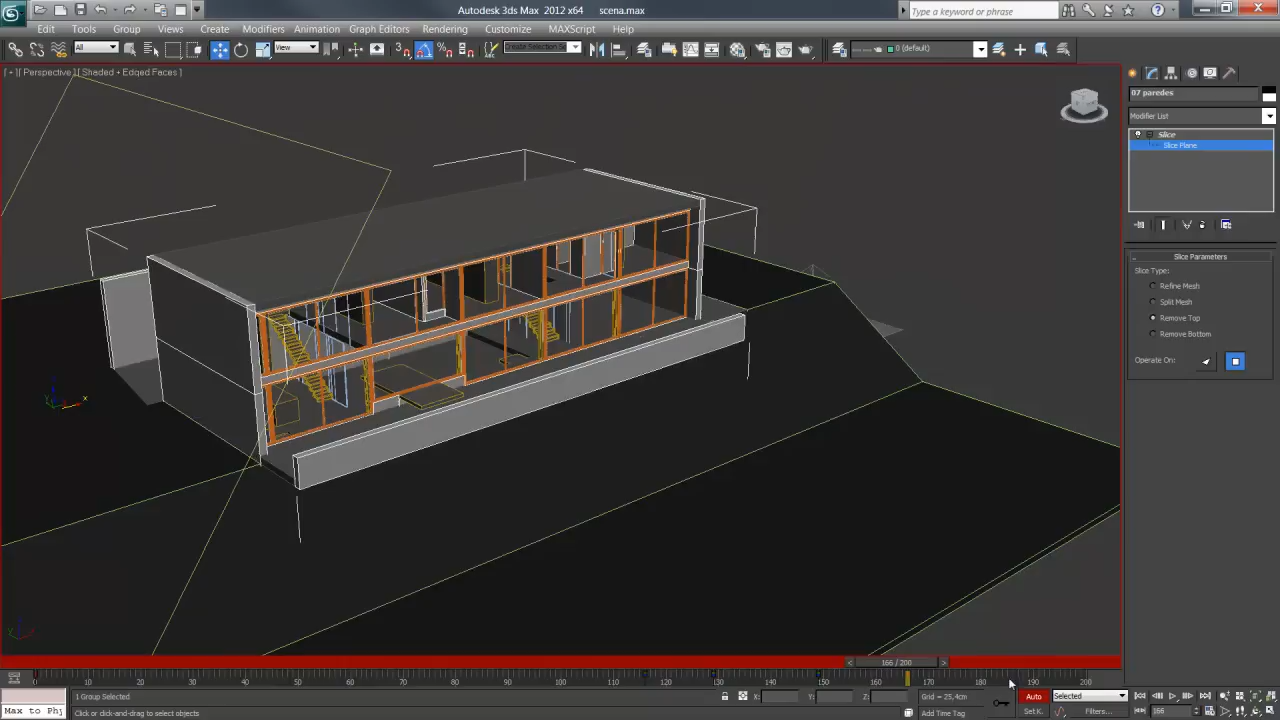 Autodesk 3ds Max  2012 x64    scena.max
Type a keyword or phrase
Edit Tools Group Views Create Modifiers Animation Graph Editors Rendering Customize MAXScript Help
All
View
Create Selection Se
0 (default)
[ + ][ Perspective ][ Shaded + Edged Faces ]
07 paredes
Modifier List
Slice
Slice Plane
Slice Parameters
Slice Type:
Refine Mesh
Split Mesh
Remove Top
Remove Bottom
Operate On:
x
166 / 200
0 10 20 30 40 50 60 70 80 90 100 110 120 130 140 150 160 170 180 190 200
1 Group Selected
X: Y: Z:
Grid = 25,4cm
Auto
Selected
Max to Phy
Click or click-and-drag to select objects
Add Time Tag
Set K.
Filters...
166